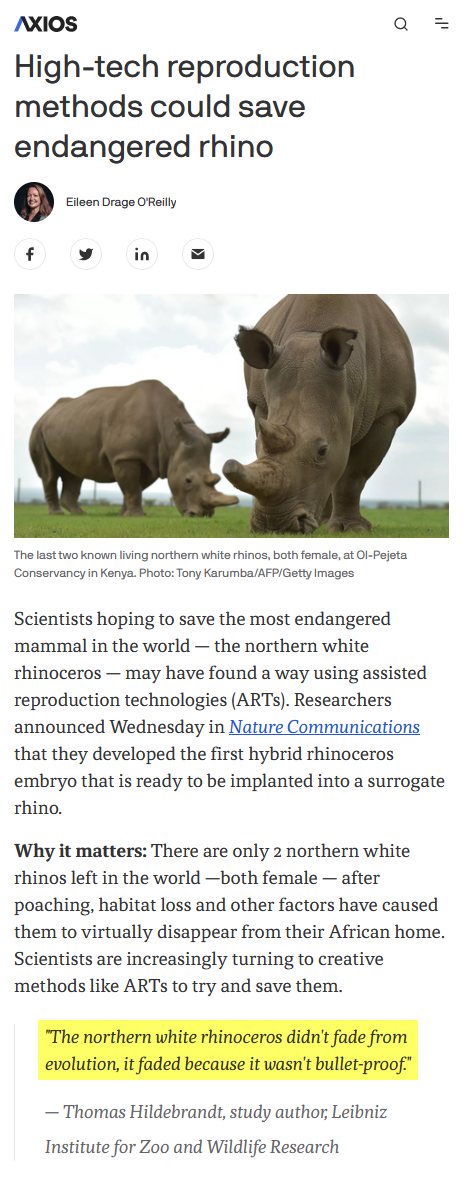 AXIOS
High-tech reproduction
methods could save
endangered rhino
Eileen Drage O'Reilly
The last two known living northern white rhinos, both female, at Ol-Pejeta
Conservancy in Kenya. Photo: Tony Karumba/AFP/Getty Images
Scientists hoping to save the most endangered
mammal in the world — the northern white
rhinoceros — may have found a way using assisted
reproduction technologies (ARTs). Researchers
announced Wednesday in Nature Communications
that they developed the first hybrid rhinoceros
embryo that is ready to be implanted into a surrogate
rhino.
Why it matters: There are only 2 northern white
rhinos left in the world —both female — after
poaching, habitat loss and other factors have caused
them to virtually disappear from their African home.
Scientists are increasingly turning to creative
methods like ARTs to try and save them.
"The northern white rhinoceros didn't fade from
evolution, it faded because it wasn't bullet-proof."
— Thomas Hildebrandt, study author, Leibniz
Institute for Zoo and Wildlife Research